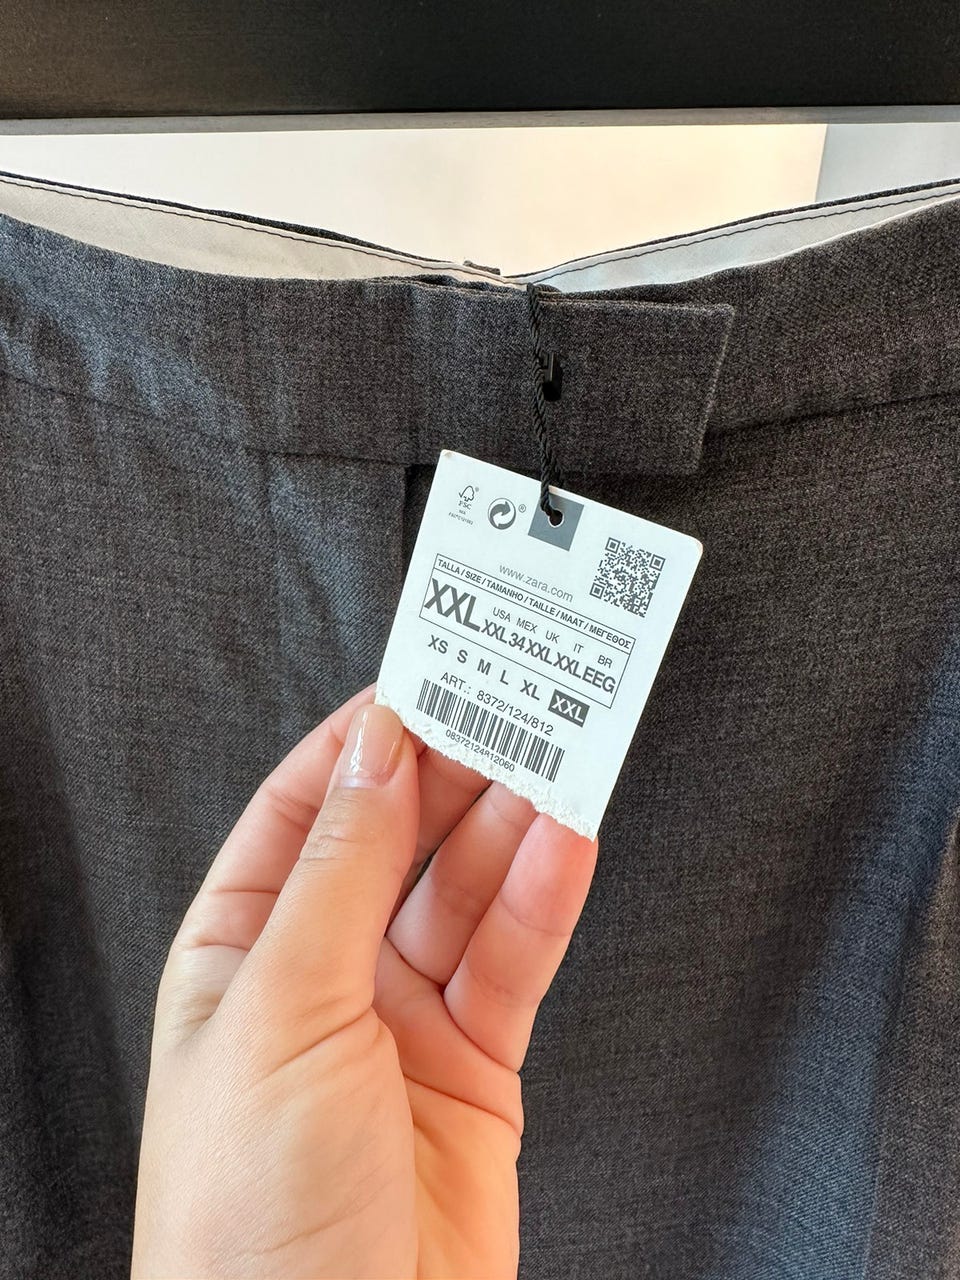 FSC
www.zara.com
TALLA / SIZE / TAMANHO / TAILLE / MAAT / ΜΕΓΕΘΟΣ
XXL
USA MEX UK IT BR
XXL 34 XXL XXL EEG
XS S M L XL XXL
ART.: 8372/124/812
08372124812060